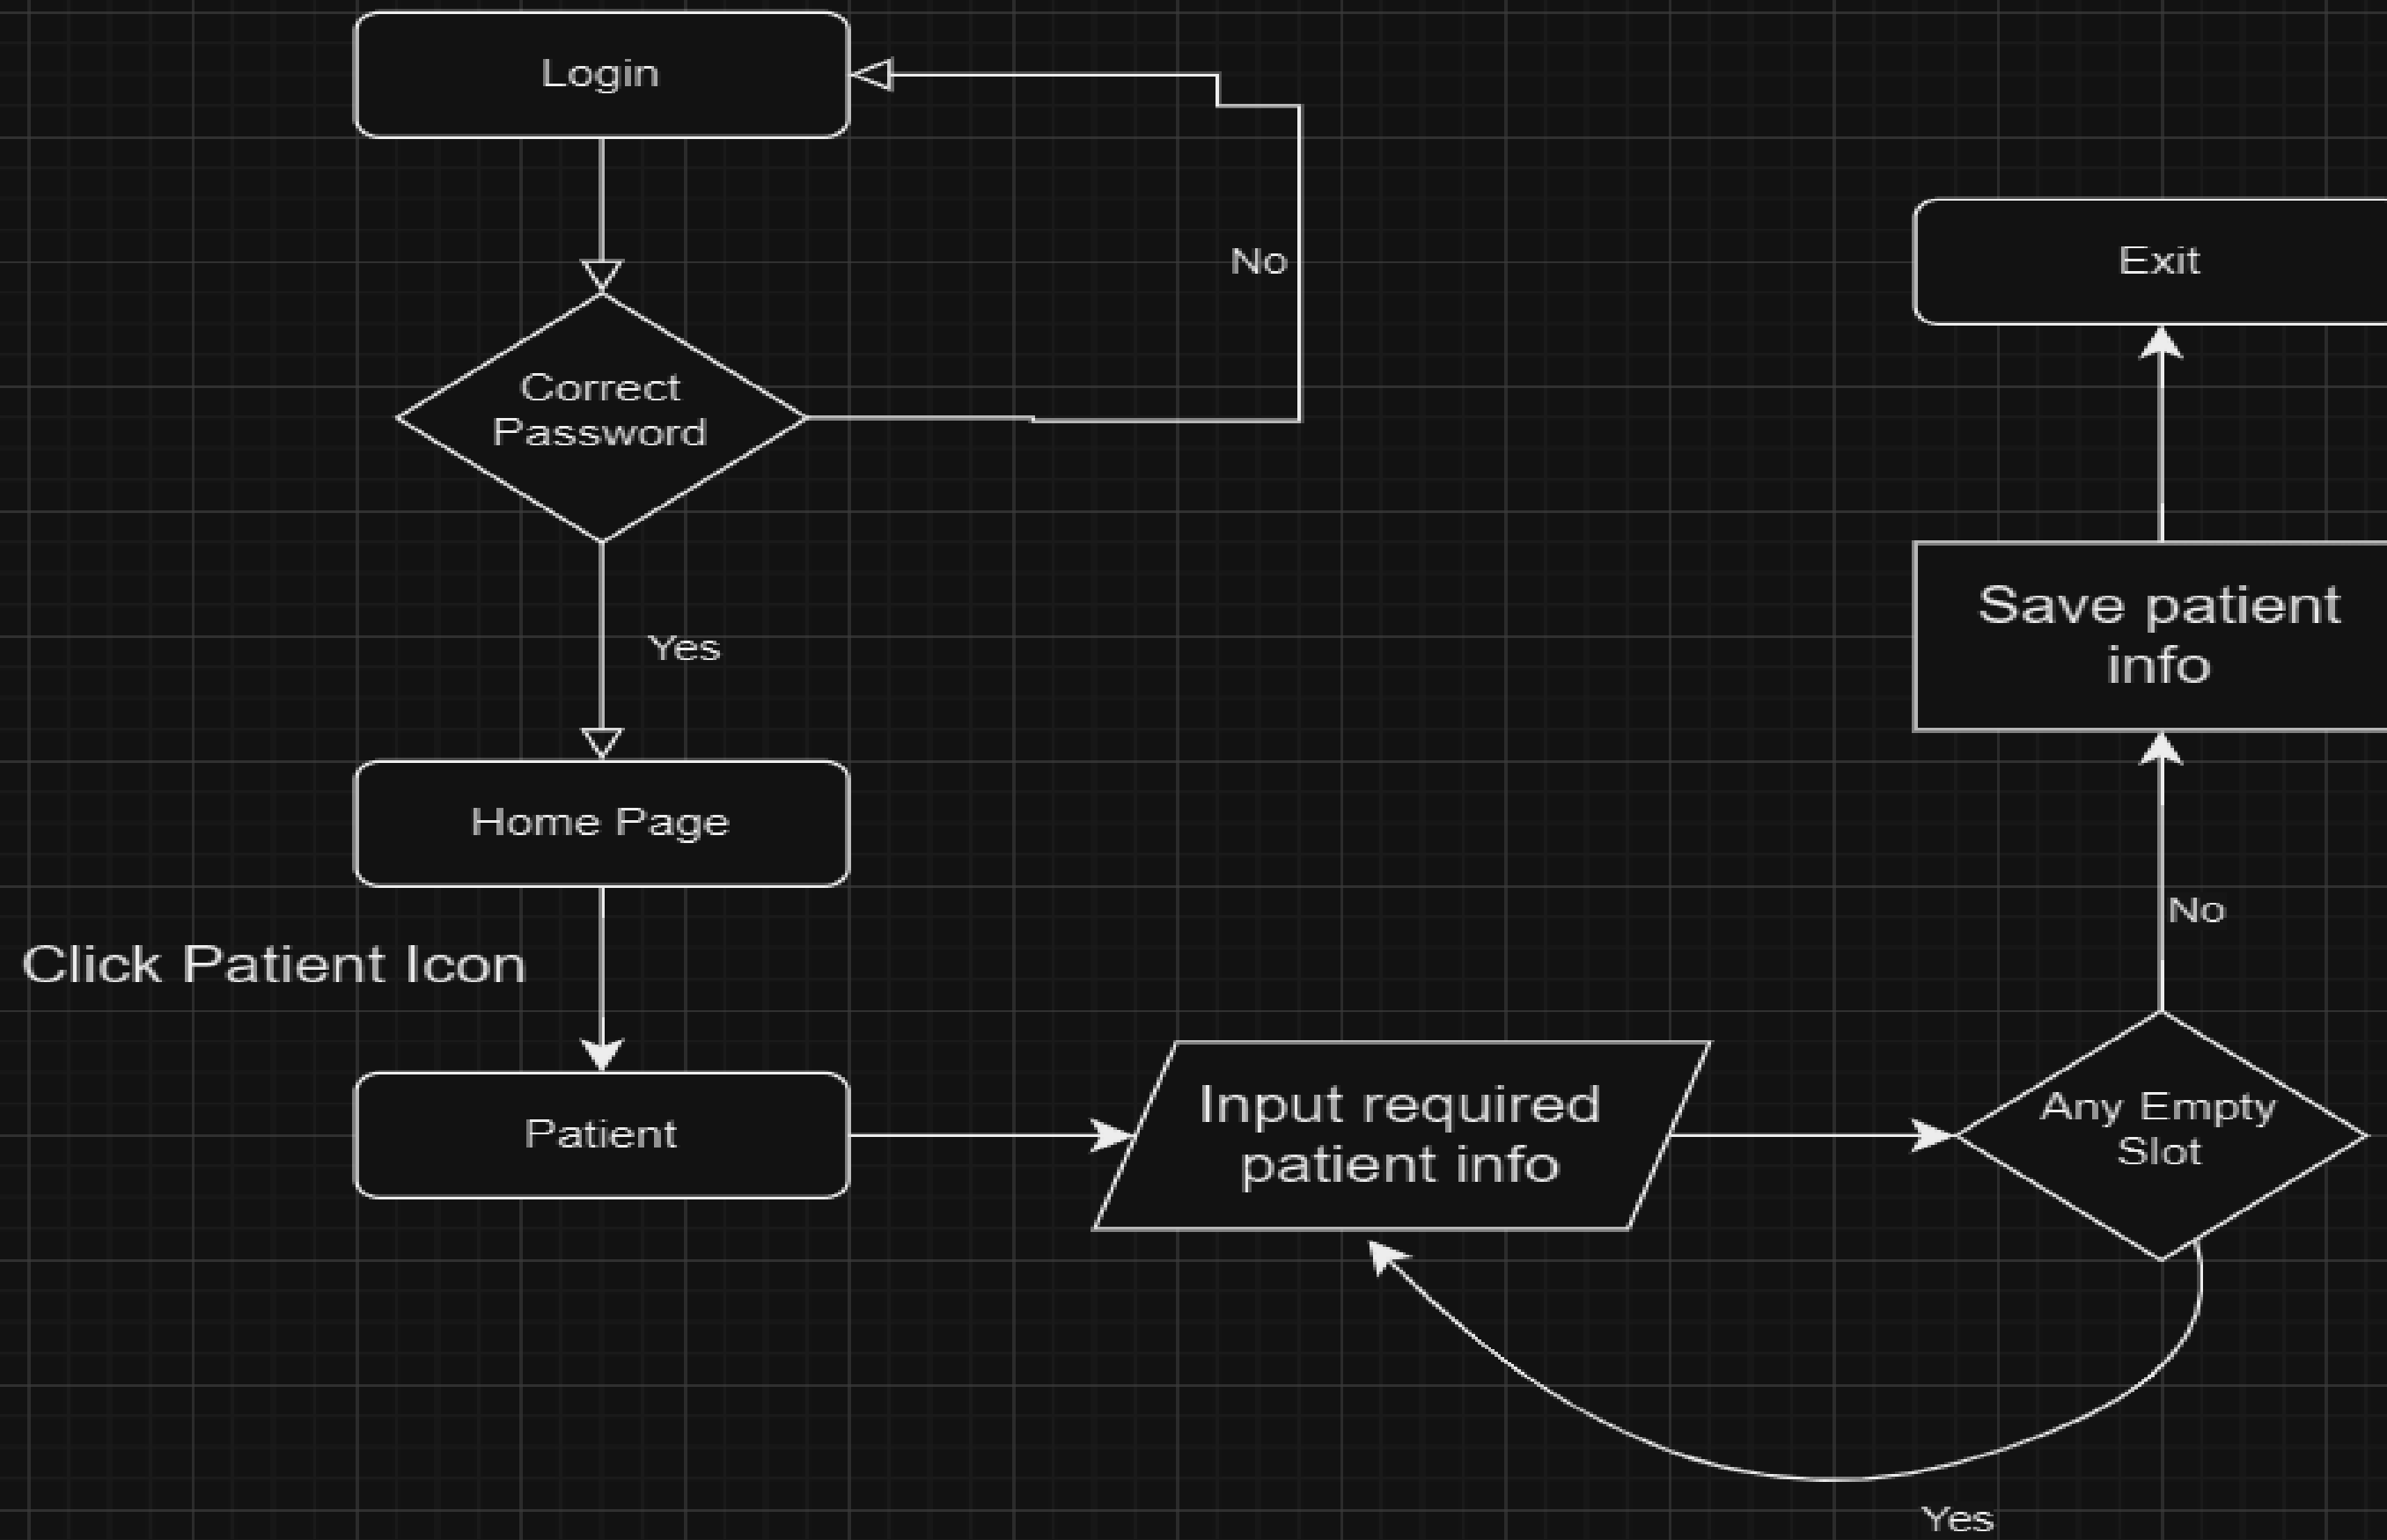 Login
No
Exit
Correct
Password
Save patient
info
Yes
Home Page
No
Click Patient Icon
Input required
patient info
Any Empty
Slot
Patient
Yes